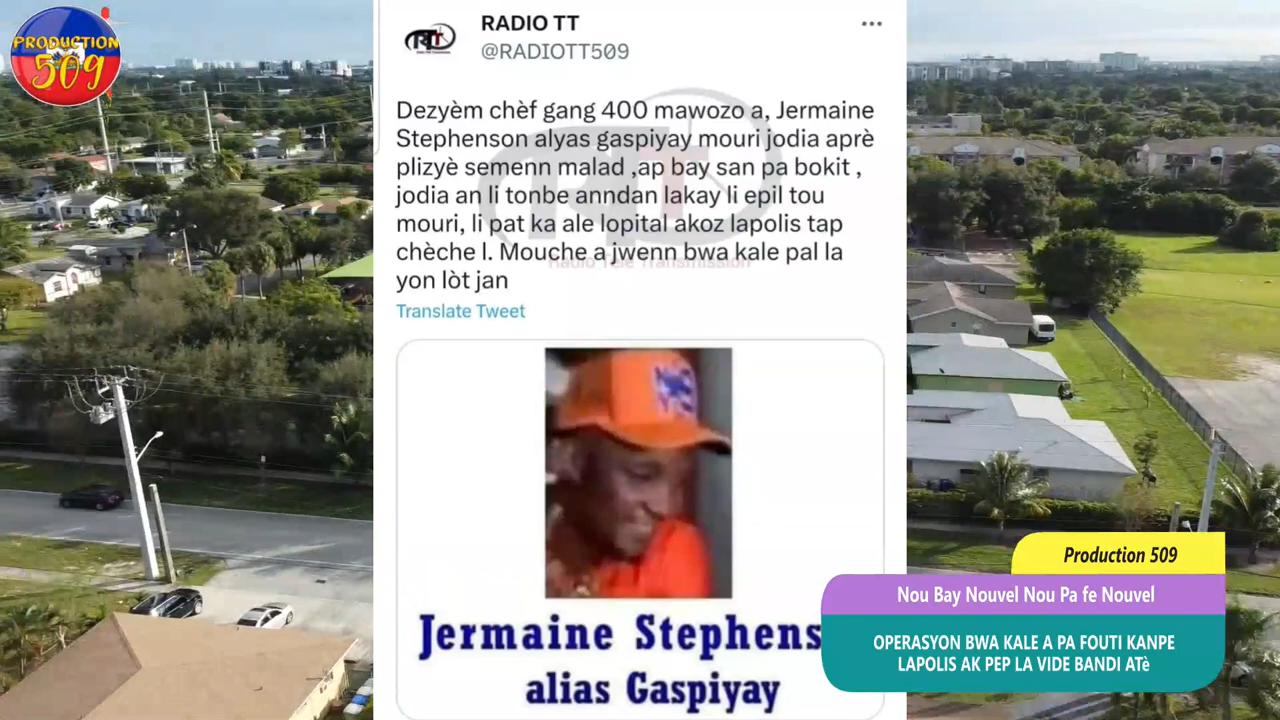 PRODUCTION
509
RADIO TT
@RADIOTT509
Dezyèm chèf gang 400 mawozo a, Jermaine
Stephenson alyas gaspiyay mouri jodia aprè
plizyè semenn malad ,ap bay san pa bokit ,
jodia an li tonbe anndan lakay li epil tou
mouri, li pat ka ale lopital akoz lapolis tap
chèche l. Mouche a jwenn bwa kale pal la
yon lòt jan
Radio Télé Transmission
Translate Tweet
Jermaine Stephens
alias Gaspiyay
Production 509
Nou Bay Nouvel Nou Pa fe Nouvel
OPERASYON BWA KALE A PA FOUTI KANPE
LAPOLIS AK PEP LA VIDE BANDI ATè